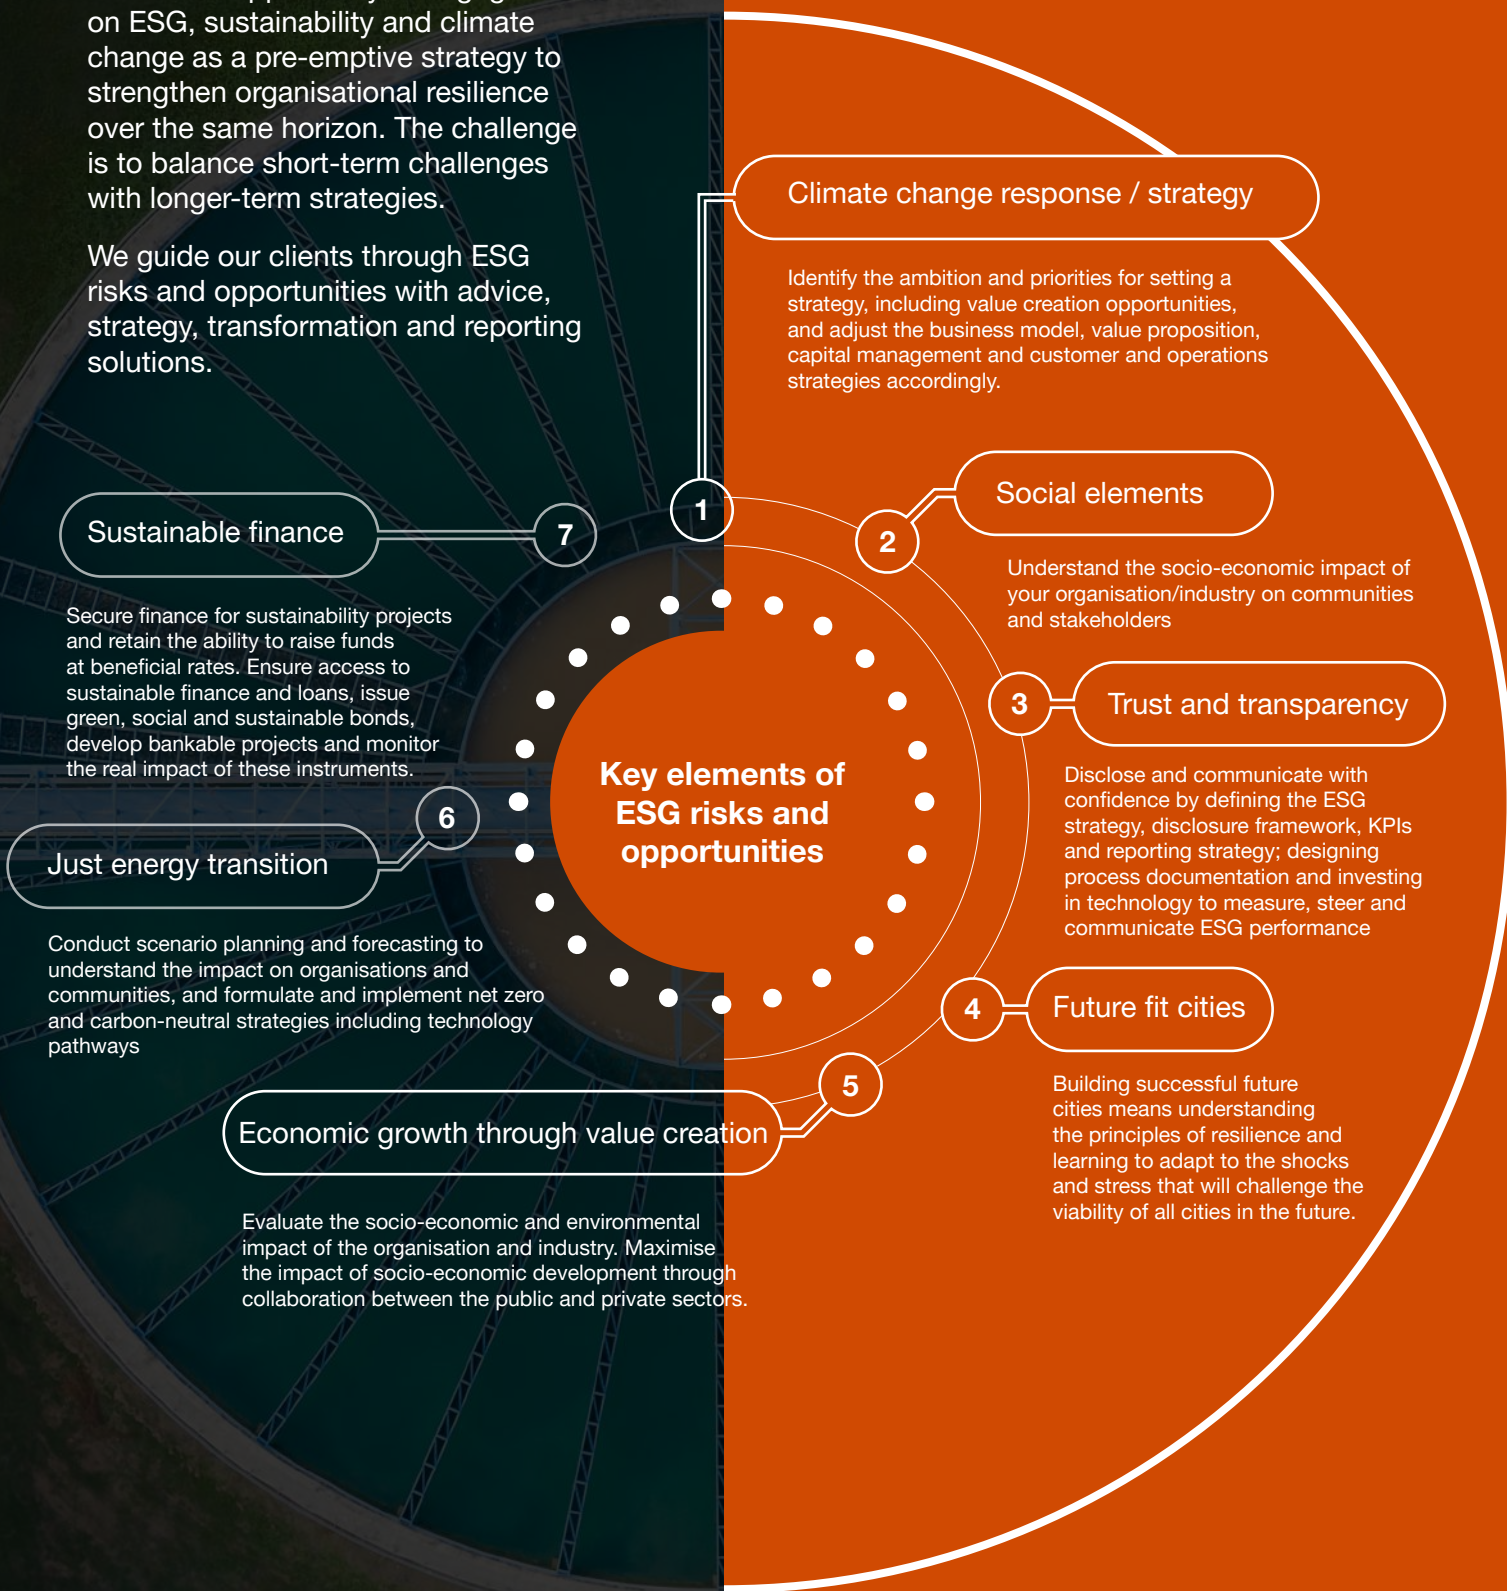 on ESG, sustainability and climate
change as a pre-emptive strategy to
strengthen organisational resilience
over the same horizon. The challenge
is to balance short-term challenges
with longer-term strategies.
We guide our clients through ESG
risks and opportunities with advice,
strategy, transformation and reporting
solutions.
Key elements of
ESG risks and
opportunities
1
Climate change response / strategy
Identify the ambition and priorities for setting a
strategy, including value creation opportunities,
and adjust the business model, value proposition,
capital management and customer and operations
strategies accordingly.
2
Social elements
Understand the socio-economic impact of
your organisation/industry on communities
and stakeholders
3
Trust and transparency
Disclose and communicate with
confidence by defining the ESG
strategy, disclosure framework, KPIs
and reporting strategy; designing
process documentation and investing
in technology to measure, steer and
communicate ESG performance
4
Future fit cities
Building successful future
cities means understanding
the principles of resilience and
learning to adapt to the shocks
and stress that will challenge the
viability of all cities in the future.
5
Economic growth through value creation
Evaluate the socio-economic and environmental
impact of the organisation and industry. Maximise
the impact of socio-economic development through
collaboration between the public and private sectors.
6
Just energy transition
Conduct scenario planning and forecasting to
understand the impact on organisations and
communities, and formulate and implement net zero
and carbon-neutral strategies including technology
pathways
7
Sustainable finance
Secure finance for sustainability projects
and retain the ability to raise funds
at beneficial rates. Ensure access to
sustainable finance and loans, issue
green, social and sustainable bonds,
develop bankable projects and monitor
the real impact of these instruments.